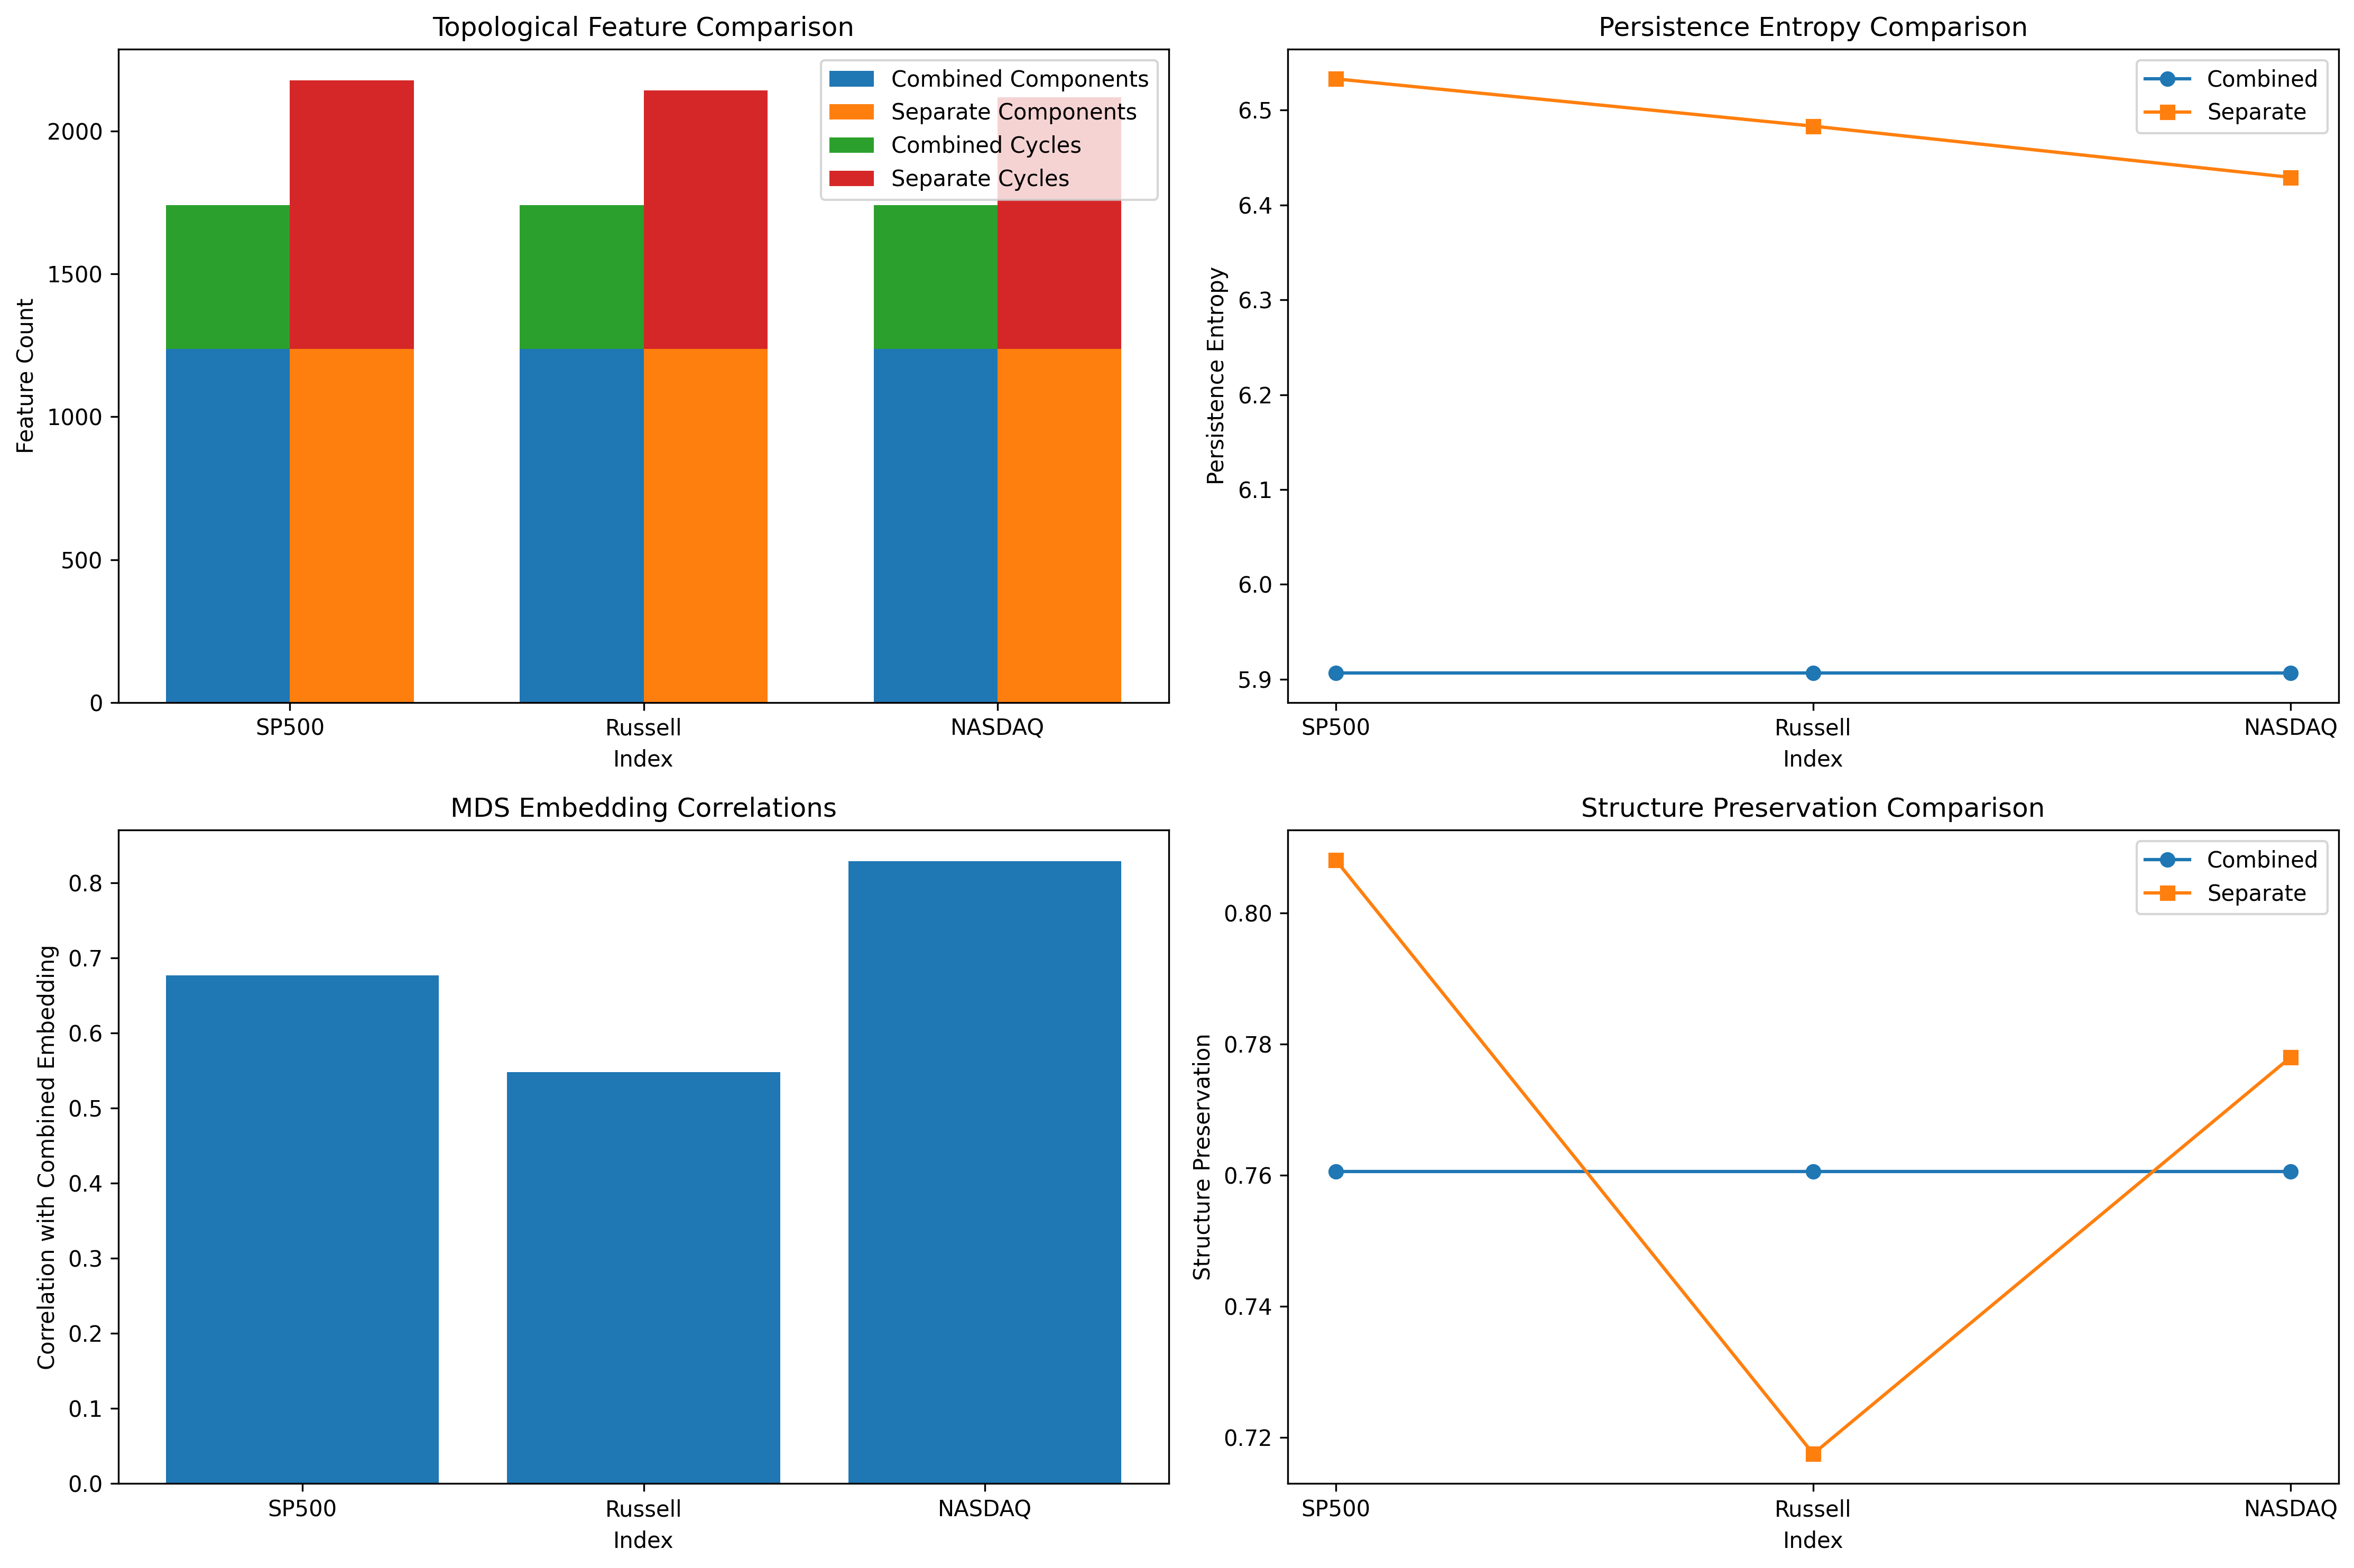 Topological Feature Comparison
Feature Count
2000
1500
1000
500
0
Combined Components
Separate Components
Combined Cycles
Separate Cycles
SP500
Russell
NASDAQ
Index
Persistence Entropy Comparison
Persistence Entropy
6.5
6.4
6.3
6.2
6.1
6.0
5.9
Combined
Separate
SP500
Russell
NASDAQ
Index
MDS Embedding Correlations
Correlation with Combined Embedding
0.8
0.7
0.6
0.5
0.4
0.3
0.2
0.1
0.0
SP500
Russell
NASDAQ
Index
Structure Preservation Comparison
Structure Preservation
0.80
0.78
0.76
0.74
0.72
Combined
Separate
SP500
Russell
NASDAQ
Index